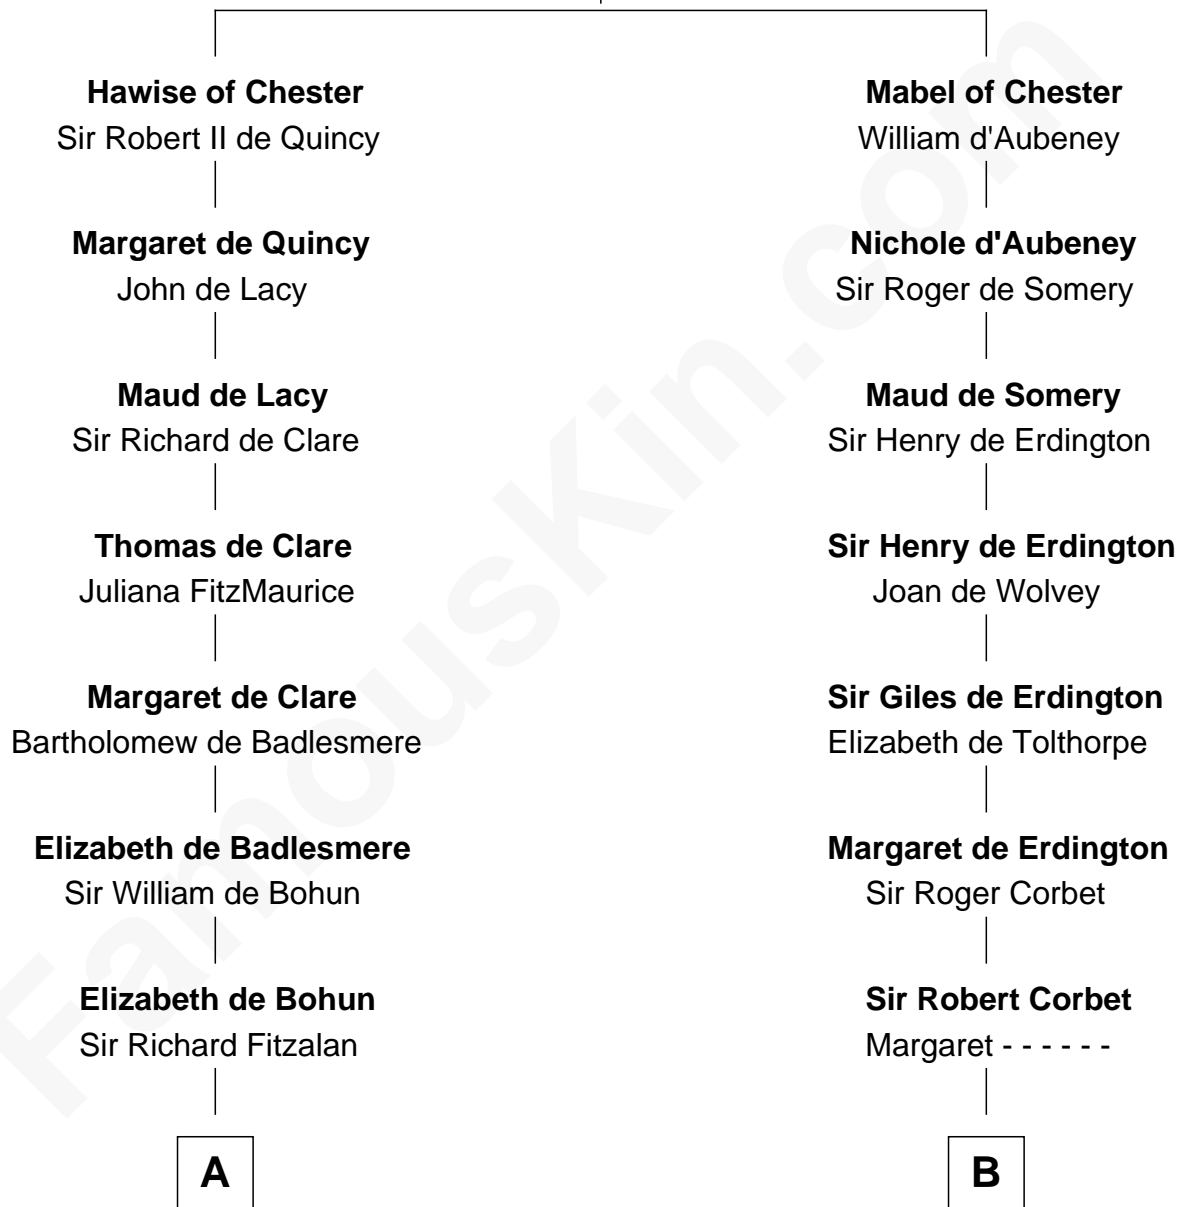 Hawise of Chester
Sir Robert II de Quincy
Mabel of Chester
William d'Aubeney
Margaret de Quincy
John de Lacy
Nichole d'Aubeney
Sir Roger de Somery
Maud de Lacy
Sir Richard de Clare
Maud de Somery
Sir Henry de Erdington
Thomas de Clare
Juliana FitzMaurice
Sir Henry de Erdington
Joan de Wolvey
Margaret de Clare
Bartholomew de Badlesmere
Sir Giles de Erdington
Elizabeth de Tolthorpe
Elizabeth de Badlesmere
Sir William de Bohun
Margaret de Erdington
Sir Roger Corbet
Elizabeth de Bohun
Sir Richard Fitzalan
Sir Robert Corbet
Margaret - - - - - -
A
B
FamousKin.com